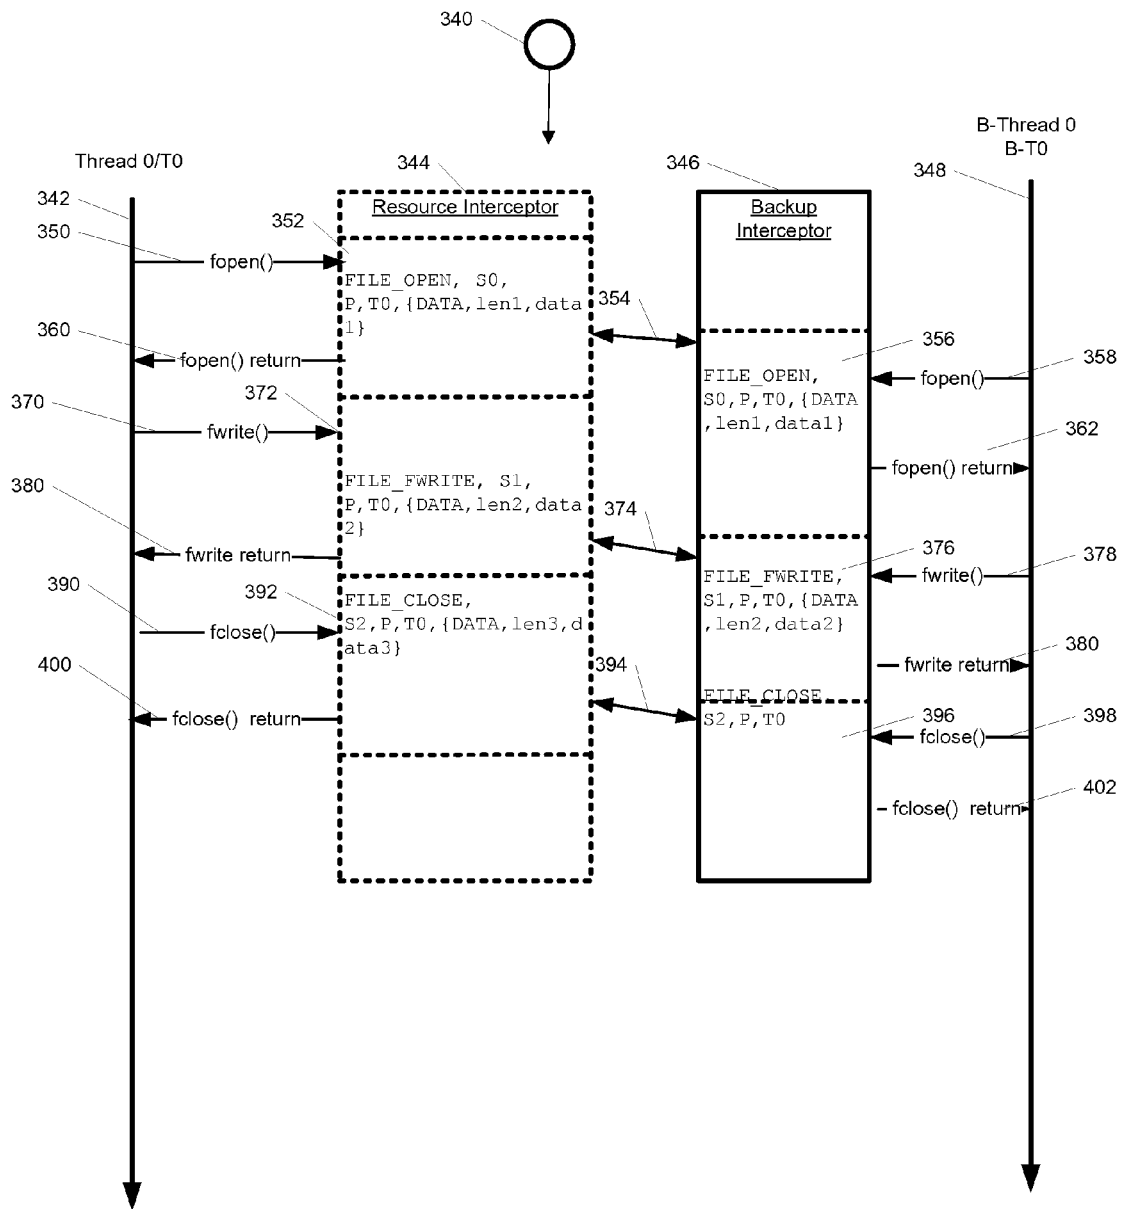 340
B-Thread 0
B-T0
Thread 0/T0
344
346
348
342
Resource Interceptor
Backup
Interceptor
350
352
fopen()
FILE_OPEN, S0,
P,T0,{DATA,len1,data
1}
354
360
fopen() return
356
358
FILE_OPEN,
S0,P,T0,{DATA
,len1,data1}
fopen()
370
372
fwrite()
362
fopen() return
380
FILE_FWRITE, S1,
P,T0,{DATA,len2,data
2}
374
fwrite return
376
378
FILE_FWRITE,
S1,P,T0,{DATA
,len2,data2}
fwrite()
390
392
FILE_CLOSE,
S2,P,T0,{DATA,len3,d
ata3}
fclose()
380
fwrite return
400
394
fclose() return
FILE_CLOSE,
S2,P,T0
396
398
fclose()
402
fclose() return